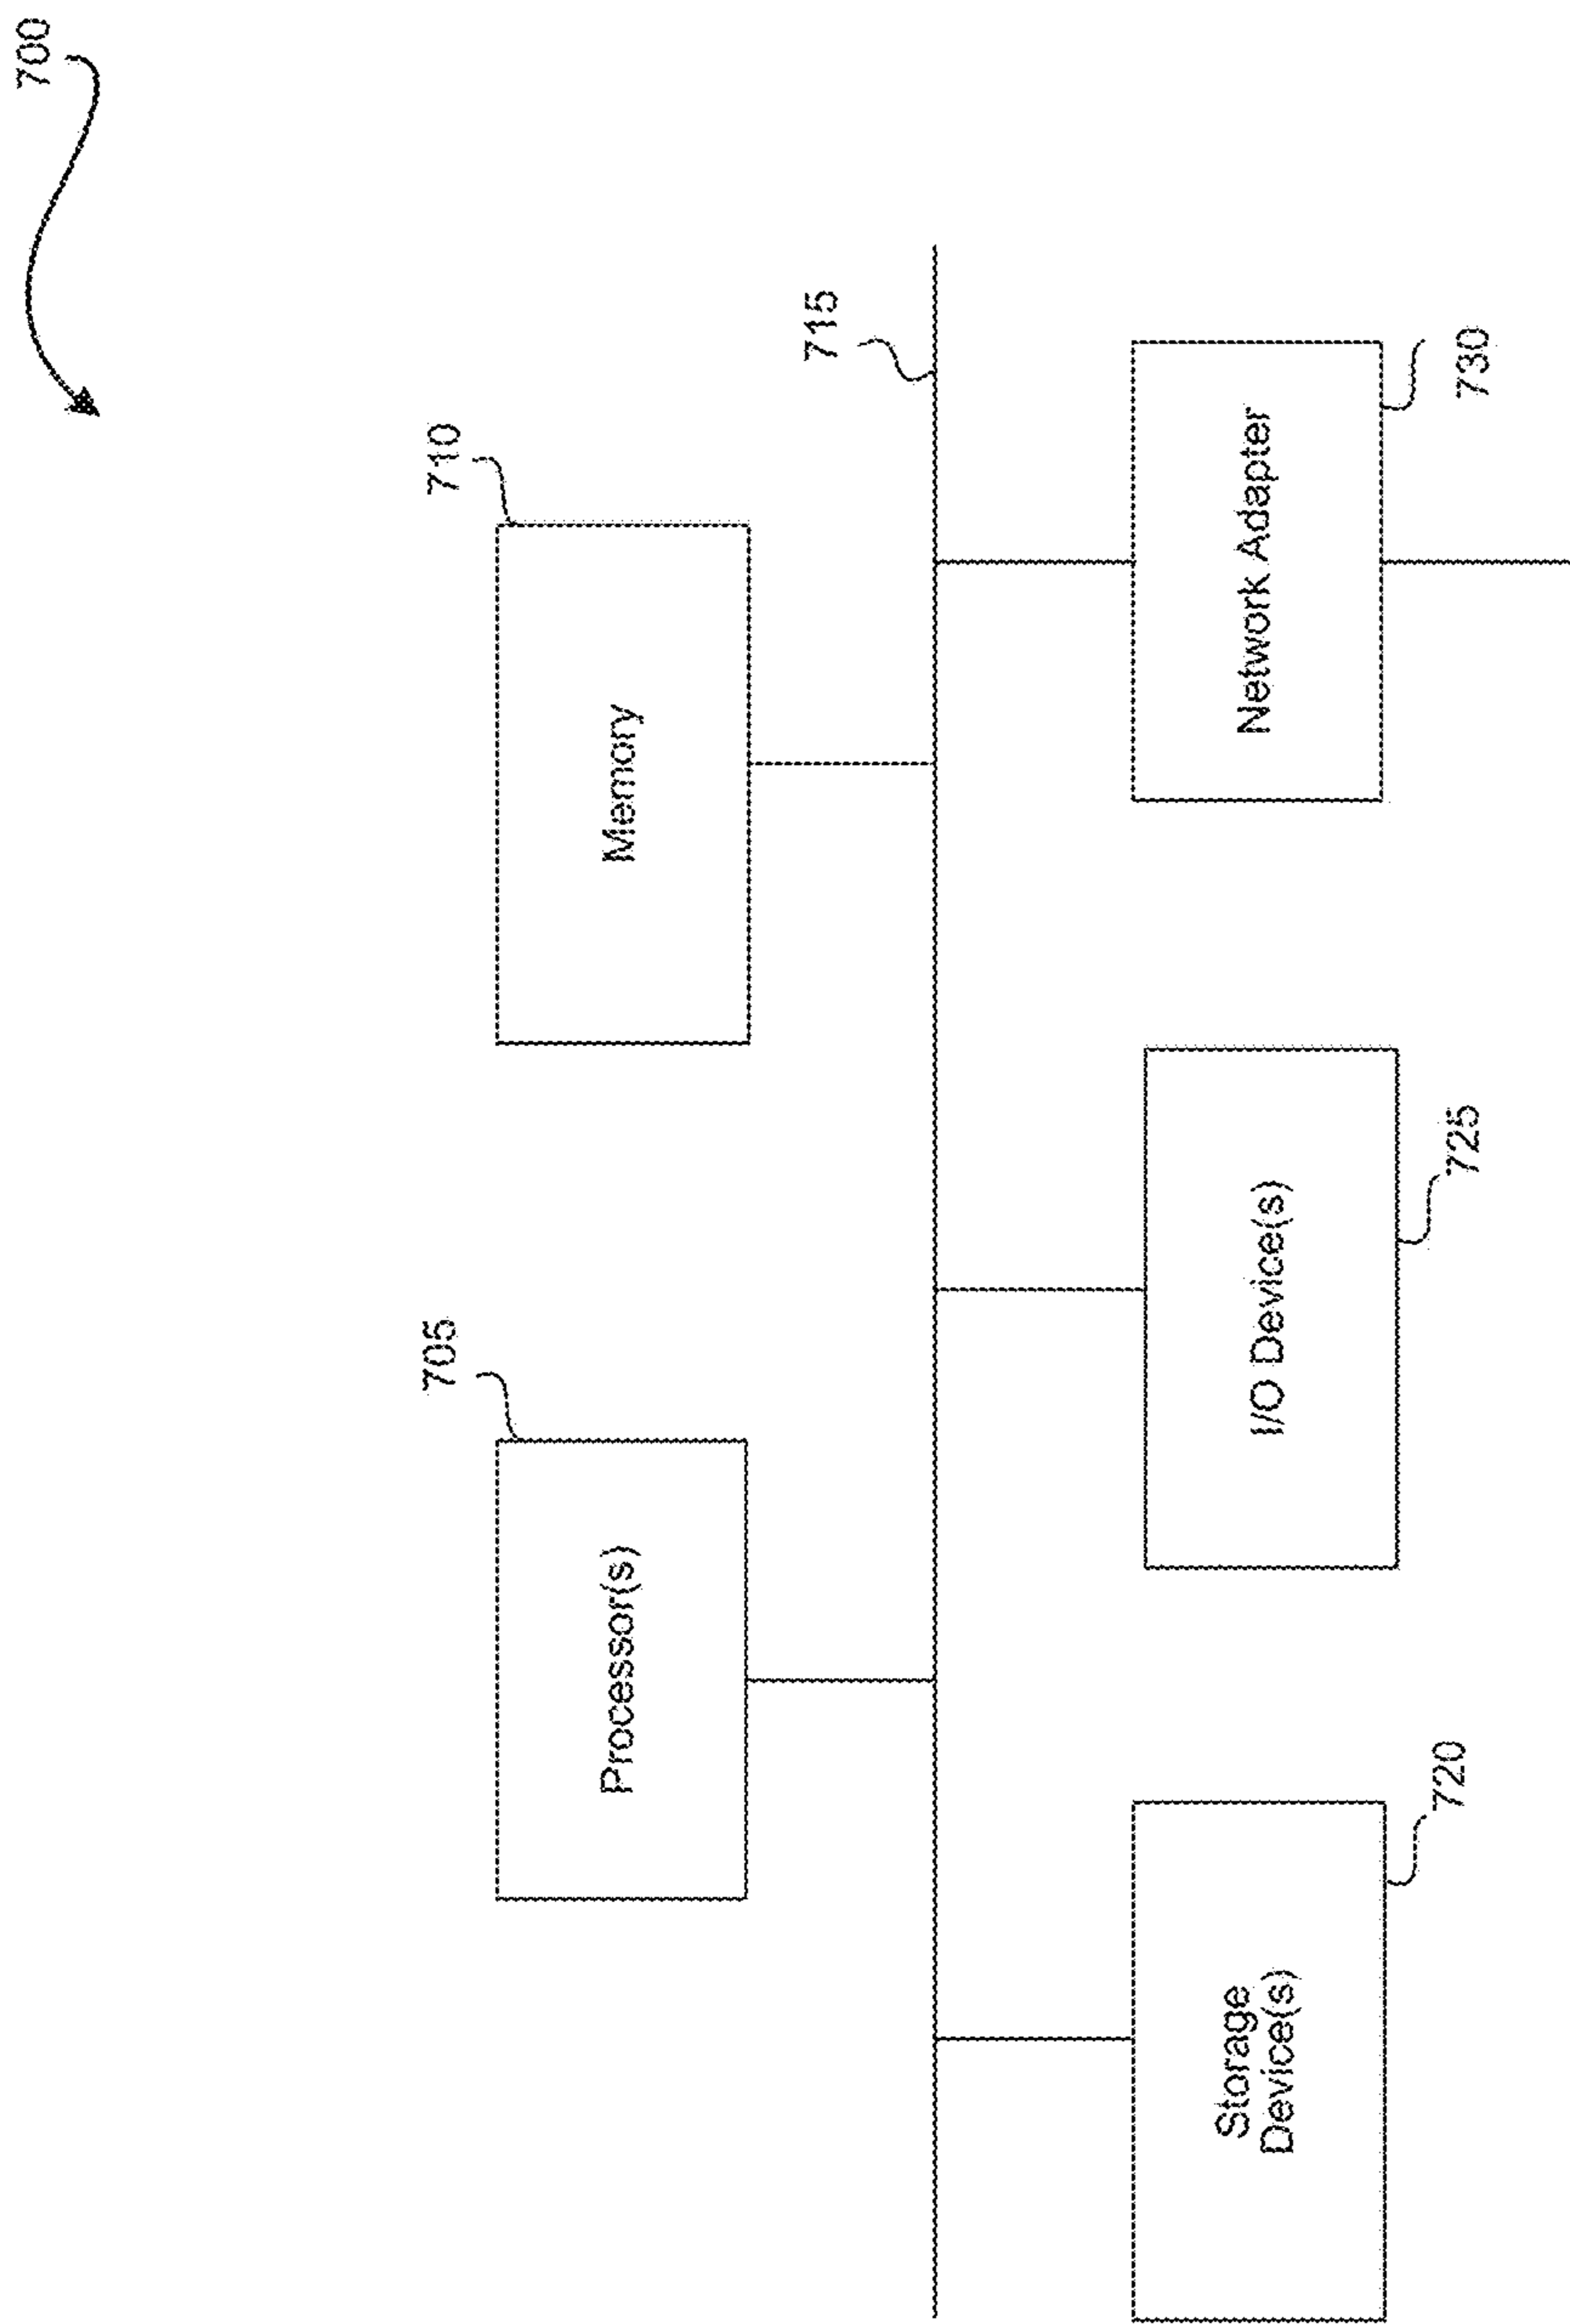 700
705
Processor(s)
710
Memory
715
Storage
Device(s)
720
I/O Device(s)
725
Network Adapter
730